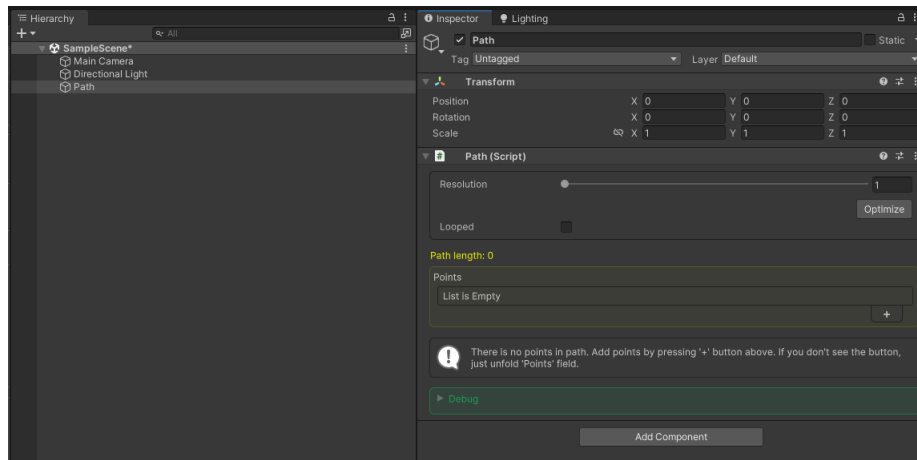 Hierarchy
All
SampleScene*
Main Camera
Directional Light
Path
Inspector
Lighting
Path
Static
Tag Untagged
Layer Default
Transform
Position X 0 Y 0 Z 0
Rotation X 0 Y 0 Z 0
Scale X 1 Y 1 Z 1
# Path (Script)
Resolution 1
Optimize
Looped
Path length: 0
Points
List is Empty
+
There is no points in path. Add points by pressing '+' button above. If you don't see the button,
just unfold 'Points' field.
Debug
Add Component